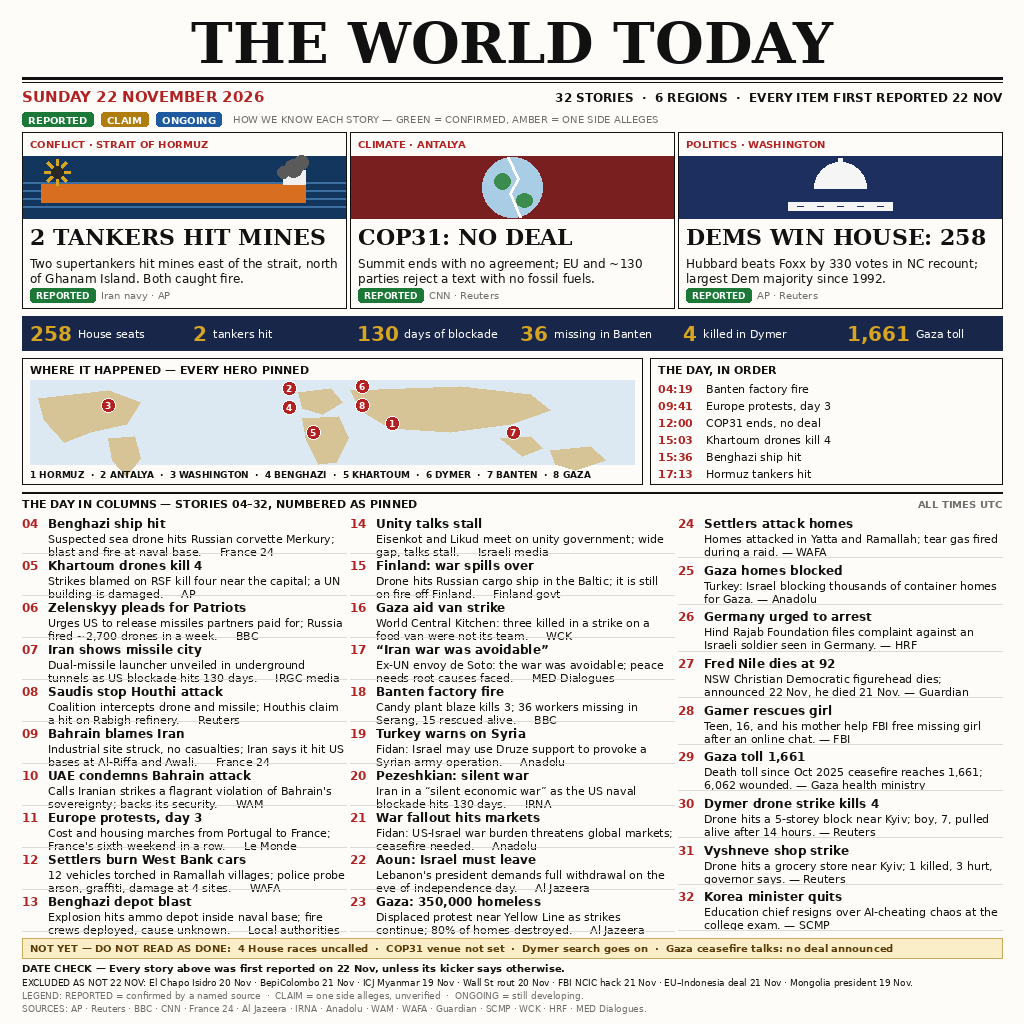 THE WORLD TODAY
SUNDAY 22 NOVEMBER 2026
32 STORIES · 6 REGIONS · EVERY ITEM FIRST REPORTED 22 NOV
REPORTED CLAIM ONGOING HOW WE KNOW EACH STORY — GREEN = CONFIRMED, AMBER = ONE SIDE ALLEGES
CONFLICT · STRAIT OF HORMUZ
2 TANKERS HIT MINES
Two supertankers hit mines east of the strait, north
of Ghanam Island. Both caught fire.
REPORTED Iran navy · AP
CLIMATE · ANTALYA
COP31: NO DEAL
Summit ends with no agreement; EU and ~130
parties reject a text with no fossil fuels.
REPORTED CNN · Reuters
POLITICS · WASHINGTON
DEMS WIN HOUSE: 258
Hubbard beats Foxx by 330 votes in NC recount;
largest Dem majority since 1992.
REPORTED AP · Reuters
258 House seats 2 tankers hit 130 days of blockade 36 missing in Banten 4 killed in Dymer 1,661 Gaza toll
WHERE IT HAPPENED — EVERY HERO PINNED
2
6
3
4
8
1
5
7
1 HORMUZ · 2 ANTALYA · 3 WASHINGTON · 4 BENGHAZI · 5 KHARTOUM · 6 DYMER · 7 BANTEN · 8 GAZA
THE DAY, IN ORDER
04:19 Banten factory fire
09:41 Europe protests, day 3
12:00 COP31 ends, no deal
15:03 Khartoum drones kill 4
15:36 Benghazi ship hit
17:13 Hormuz tankers hit
THE DAY IN COLUMNS — STORIES 04–32, NUMBERED AS PINNED
ALL TIMES UTC
04 Benghazi ship hit
Suspected sea drone hits Russian corvette Merkury;
blast and fire at naval base. — France 24
05 Khartoum drones kill 4
Strikes blamed on RSF kill four near the capital; a UN
building is damaged. — AP
06 Zelenskyy pleads for Patriots
Urges US to release missiles partners paid for; Russia
fired ~2,700 drones in a week. — BBC
07 Iran shows missile city
Dual-missile launcher unveiled in underground
tunnels as US blockade hits 130 days. — IRGC media
08 Saudis stop Houthi attack
Coalition intercepts drone and missile; Houthis claim
a hit on Rabigh refinery. — Reuters
09 Bahrain blames Iran
Industrial site struck, no casualties; Iran says it hit US
bases at Al-Riffa and Awali. — France 24
10 UAE condemns Bahrain attack
Calls Iranian strikes a flagrant violation of Bahrain's
sovereignty; backs its security. — WAM
11 Europe protests, day 3
Cost and housing marches from Portugal to France;
France's sixth weekend in a row. — Le Monde
12 Settlers burn West Bank cars
12 vehicles torched in Ramallah villages; police probe
arson, graffiti, damage at 4 sites. — WAFA
13 Benghazi depot blast
Explosion hits ammo depot inside naval base; fire
crews deployed, cause unknown. — Local authorities
14 Unity talks stall
Eisenkot and Likud meet on unity government; wide
gap, talks stall. — Israeli media
15 Finland: war spills over
Drone hits Russian cargo ship in the Baltic; it is still
on fire off Finland. — Finland govt
16 Gaza aid van strike
World Central Kitchen: three killed in a strike on a
food van were not its team. — WCK
17 “Iran war was avoidable”
Ex-UN envoy de Soto: the war was avoidable; peace
needs root causes faced. — MED Dialogues
18 Banten factory fire
Candy plant blaze kills 3; 36 workers missing in
Serang, 15 rescued alive. — BBC
19 Turkey warns on Syria
Fidan: Israel may use Druze support to provoke a
Syrian army operation. — Anadolu
20 Pezeshkian: silent war
Iran in a “silent economic war” as the US naval
blockade hits 130 days. — IRNA
21 War fallout hits markets
Fidan: US-Israel war burden threatens global markets;
ceasefire needed. — Anadolu
22 Aoun: Israel must leave
Lebanon's president demands full withdrawal on the
eve of independence day. — Al Jazeera
23 Gaza: 350,000 homeless
Displaced protest near Yellow Line as strikes
continue; 80% of homes destroyed. — Al Jazeera
24 Settlers attack homes
Homes attacked in Yatta and Ramallah; tear gas fired
during a raid. — WAFA
25 Gaza homes blocked
Turkey: Israel blocking thousands of container homes
for Gaza. — Anadolu
26 Germany urged to arrest
Hind Rajab Foundation files complaint against an
Israeli soldier seen in Germany. — HRF
27 Fred Nile dies at 92
NSW Christian Democratic figurehead dies;
announced 22 Nov, he died 21 Nov. — Guardian
28 Gamer rescues girl
Teen, 16, and his mother help FBI free missing girl
after an online chat. — FBI
29 Gaza toll 1,661
Death toll since Oct 2025 ceasefire reaches 1,661;
6,062 wounded. — Gaza health ministry
30 Dymer drone strike kills 4
Drone hits a 5-storey block near Kyiv; boy, 7, pulled
alive after 14 hours. — Reuters
31 Vyshneve shop strike
Drone hits a grocery store near Kyiv; 1 killed, 3 hurt,
governor says. — Reuters
32 Korea minister quits
Education chief resigns over AI-cheating chaos at the
college exam. — SCMP
NOT YET — DO NOT READ AS DONE: 4 House races uncalled · COP31 venue not set · Dymer search goes on · Gaza ceasefire talks: no deal announced
DATE CHECK — Every story above was first reported on 22 Nov, unless its kicker says otherwise.
EXCLUDED AS NOT 22 NOV: El Chapo Isidro 20 Nov · BepiColombo 21 Nov · ICJ Myanmar 19 Nov · Wall St rout 20 Nov · FBI NCIC hack 21 Nov · EU–Indonesia deal 21 Nov · Mongolia president 19 Nov.
LEGEND: REPORTED = confirmed by a named source · CLAIM = one side alleges, unverified · ONGOING = still developing.
SOURCES: AP · Reuters · BBC · CNN · France 24 · Al Jazeera · IRNA · Anadolu · WAM · WAFA · Guardian · SCMP · WCK · HRF · MED Dialogues.